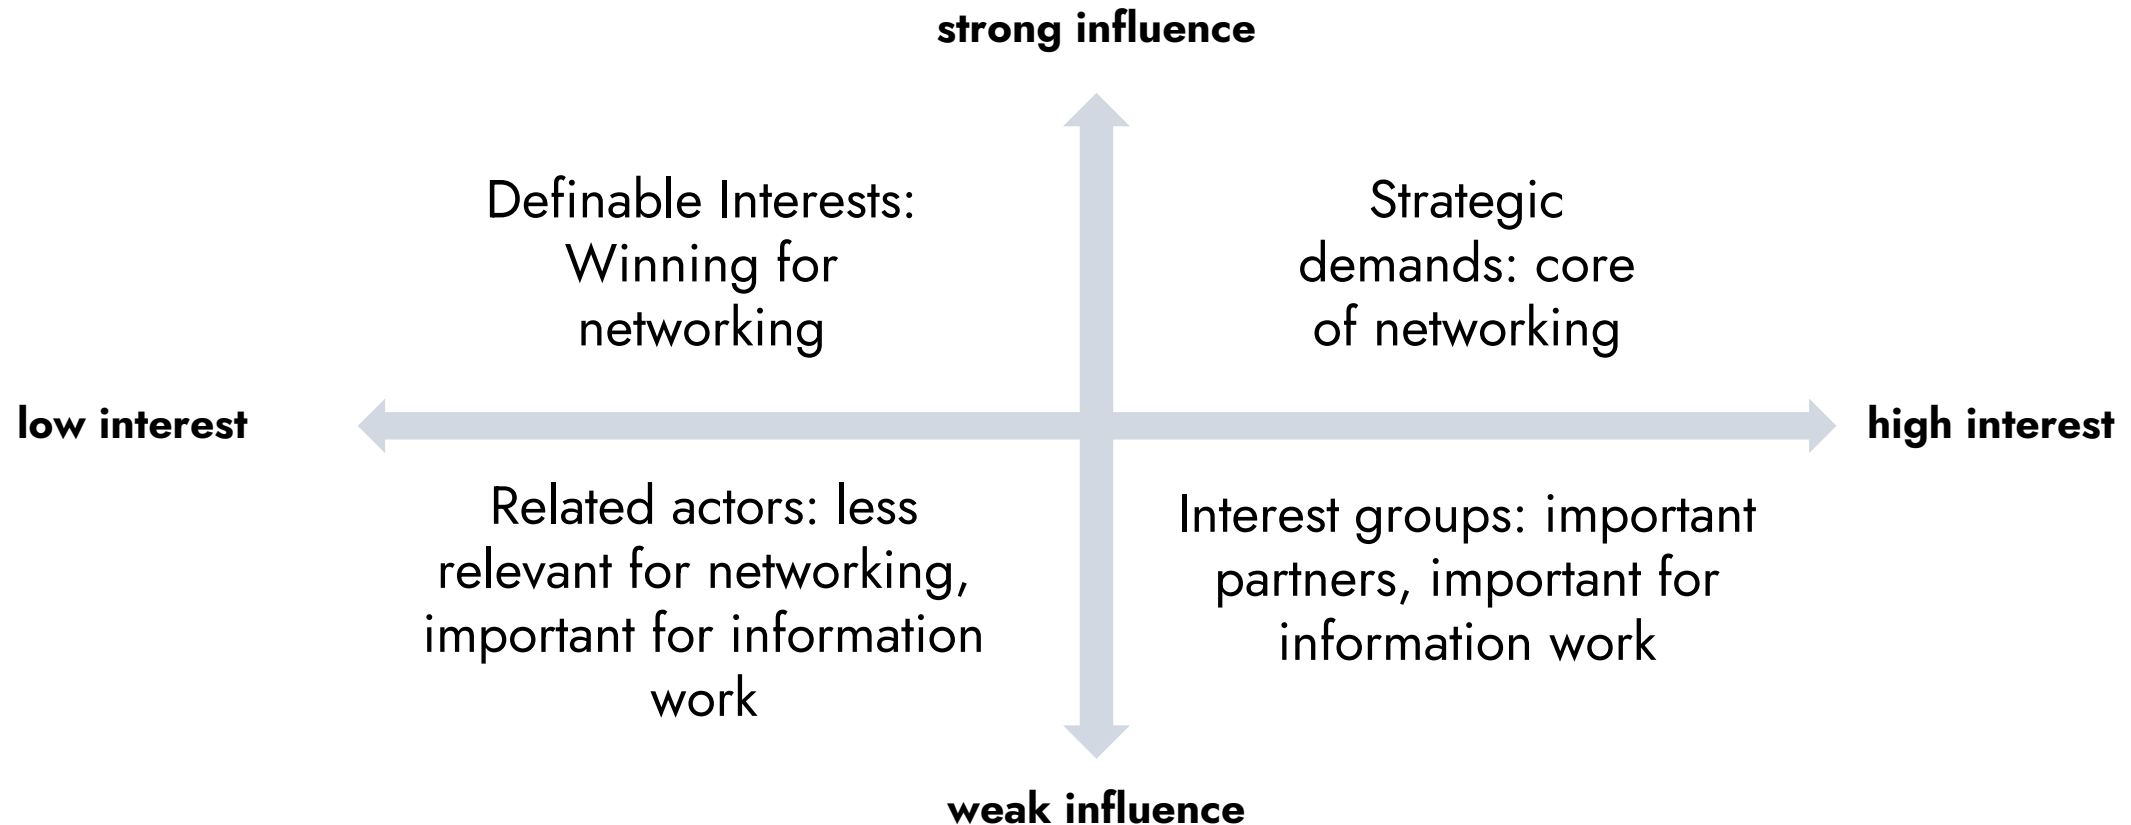 strong influence
Definable Interests:
Winning for
networking
Strategic
demands: core
of networking
low interest
high interest
Related actors: less
relevant for networking,
important for information
work
Interest groups: important
partners, important for
information work
weak influence